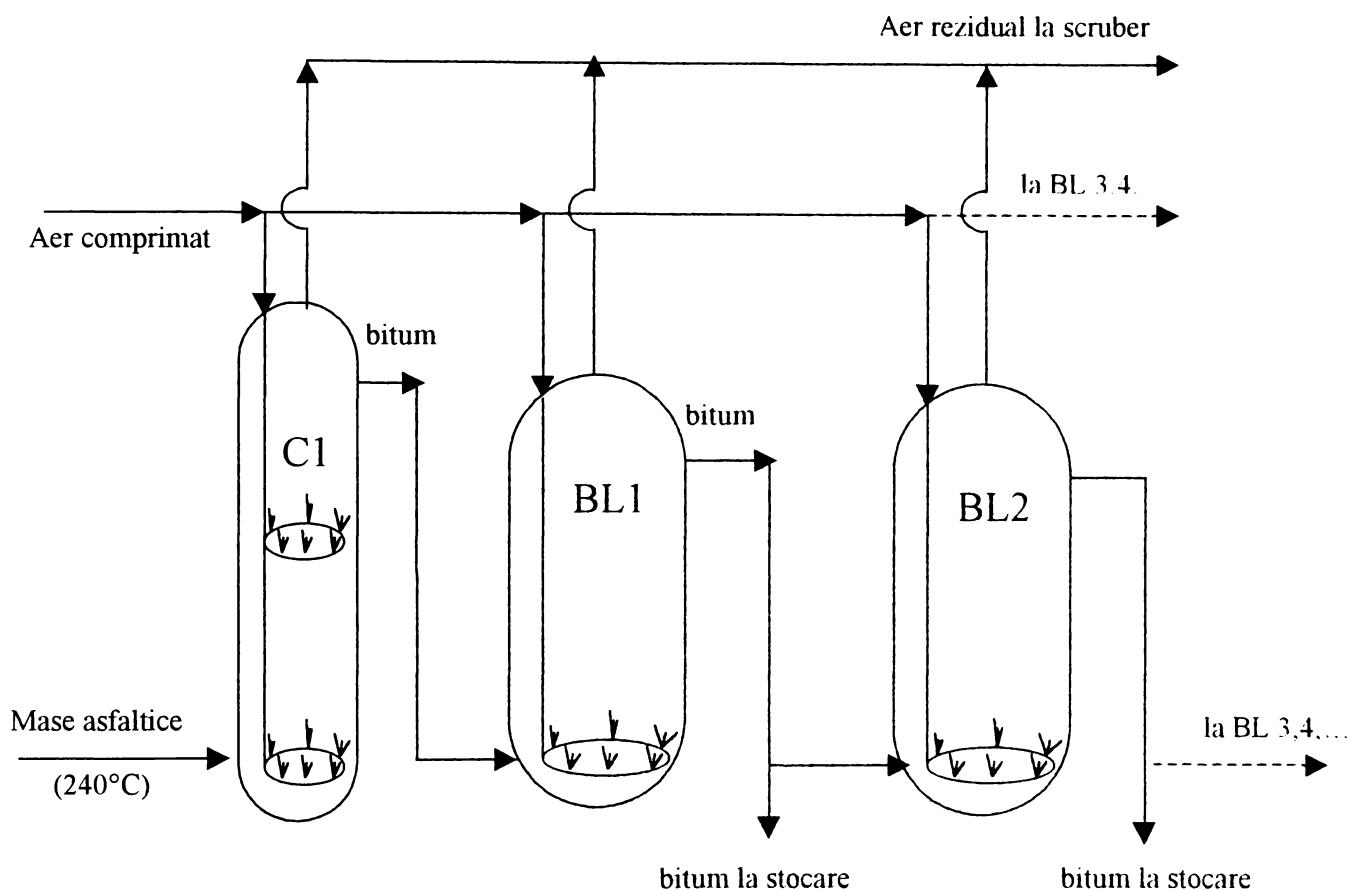 Aer rezidual la scruber
la BL 3,4,
Aer comprimat
bitum
bitum
C1
BL1
BL2
Mase asfaltice
(240°C)
la BL 3,4,...
bitum la stocare
bitum la stocare